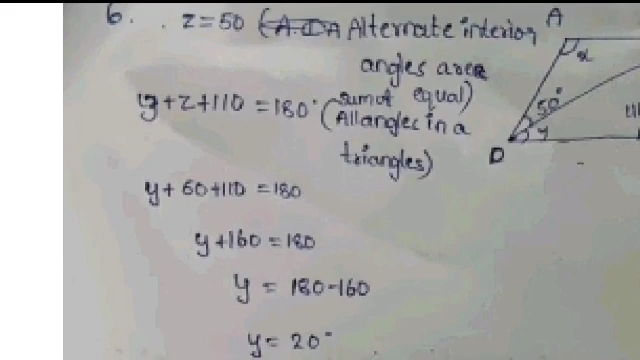 6. z=50 (A.I.A Alternate interior
angles are
equal)
y+z+110 =180° (sum of
All angles in a
triangles)
y+60+110 =180
y+160 =180
y = 180-160
y= 20°
A
x
50°
y
11
D